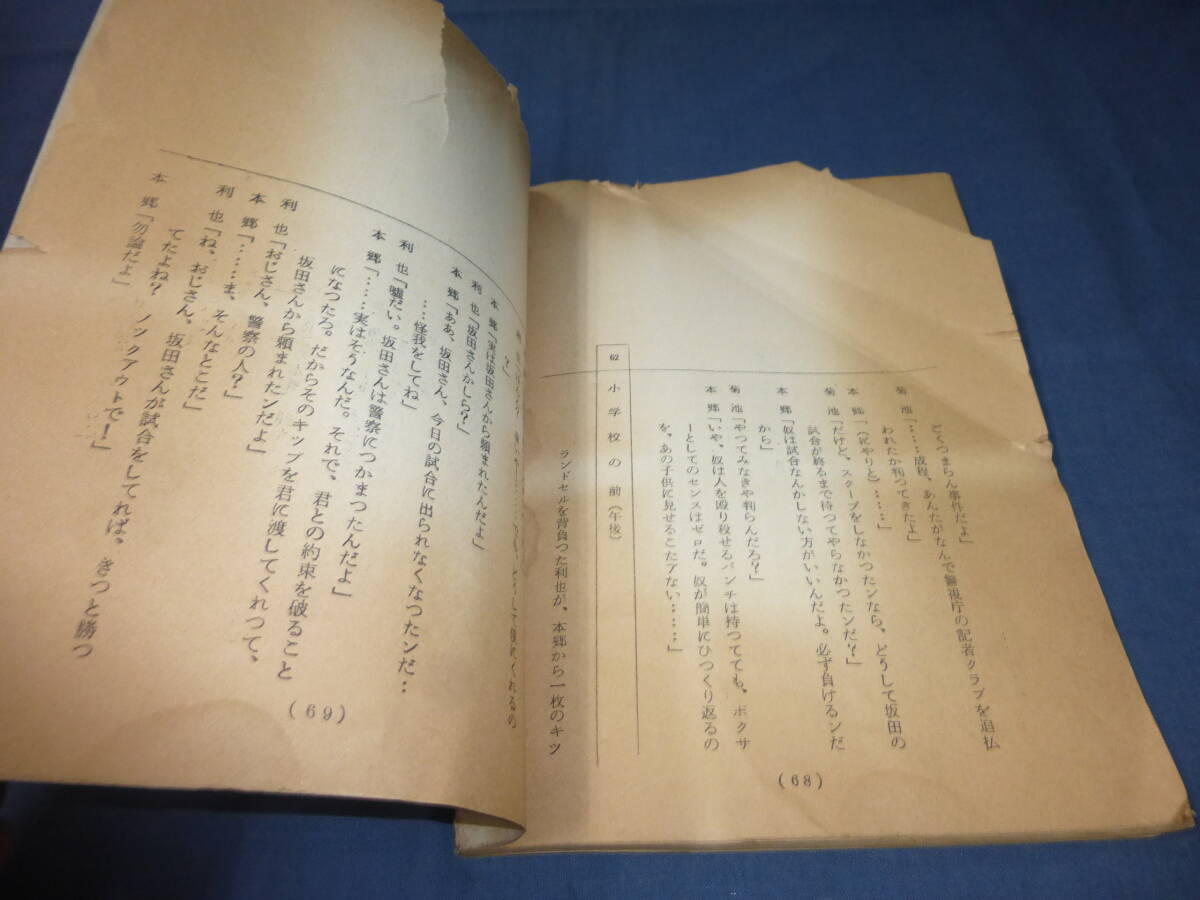 どくつまらん事件だよ」
菊　池「‥‥成程、あんたがなんで警視庁の記者クラブを追払
われたか判つてきたよ」
本　郷「（にやりと）‥‥」
菊　池「だけど、スクープをしなかつたンなら、どうして坂田の
試合が終るまで待つてやらなかつたンだ？」
本　郷「奴は試合なんかしない方がいいんだよ。必ず負けるンだ
から」
菊　池「やつてみなきや判らんだろ？」
本　郷「いや、奴は人を殴り殺せるパンチは持つてても、ボクサ
ーとしてのセンスはゼロだ。奴が簡単にひつくり返るの
を、あの子供に見せるこたアない‥‥」
62　小学校の前（午後）
ランドセルを背負つた利也が、本郷から一枚のキツ
(68)
？」
本　郷「実は坂田さんから頼まれたんだよ」
利　也「坂田さんかしら？」
本　郷「ああ、坂田さん、今日の試合に出られなくなつたンだ‥
‥怪我をしてね」
利　也「嘘だい。坂田さんは警察につかまつたんだよ」
本　郷「‥‥実はそうなんだ。それで、君との約束を破ること
になつたろ。だからそのキップを君に渡してくれつて、
坂田さんから頼まれたンだよ」
利　也「おじさん、警察の人？」
本　郷「‥‥ま、そんなとこだ」
利　也「ね、おじさん、坂田さんが試合をしてれば、きつと勝つ
てたよね？　ノックアウトで！」
本　郷「勿論だよ」
(69)